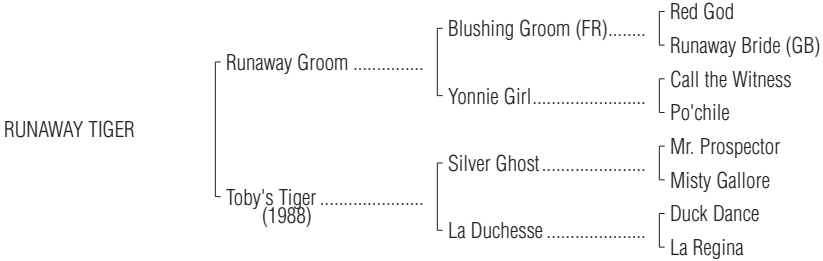 Red God
Blushing Groom (FR)........
Runaway Bride (GB)
Runaway Groom ...............
Call the Witness
Yonnie Girl........................
Po'chile
RUNAWAY TIGER
Mr. Prospector
Silver Ghost......................
Misty Gallore
Toby's Tiger ......................
(1988)
Duck Dance
La Duchesse .....................
La Regina